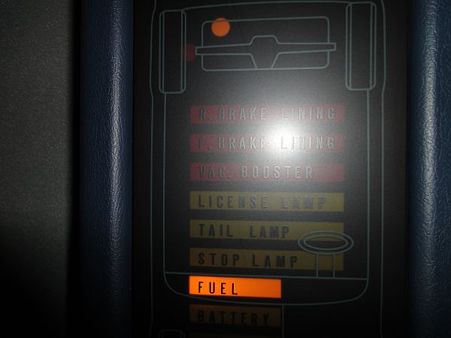 R.BRAKE LINING
F.BRAKE LINING
VAC.BOOSTER
LICENSE LAMP
TAIL LAMP
STOP LAMP
FUEL
BATTERY